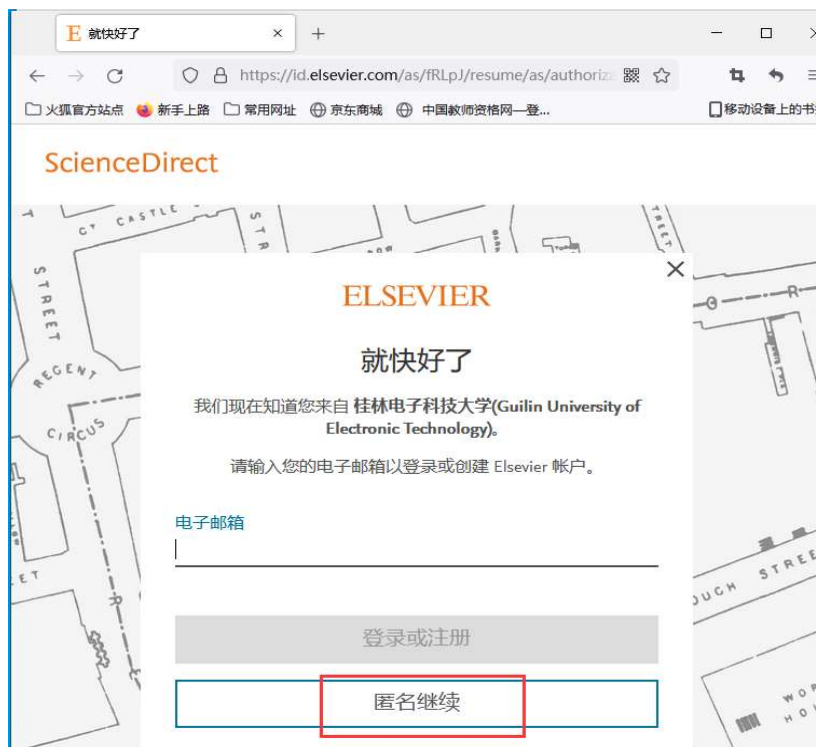 E 就快好了
https://id.elsevier.com/as/fRLpJ/resume/as/authoriz
火狐官方站点 新手上路 常用网址 京东商城 中国教师资格网—登... 移动设备上的书
ScienceDirect
CT CASTLE
STREET
REGENT
CIRCUS
ELSEVIER
就快好了
我们现在知道您来自 桂林电子科技大学(Guilin University of
Electronic Technology)。
请输入您的电子邮箱以登录或创建 Elsevier 帐户。
电子邮箱
登录或注册
匿名继续